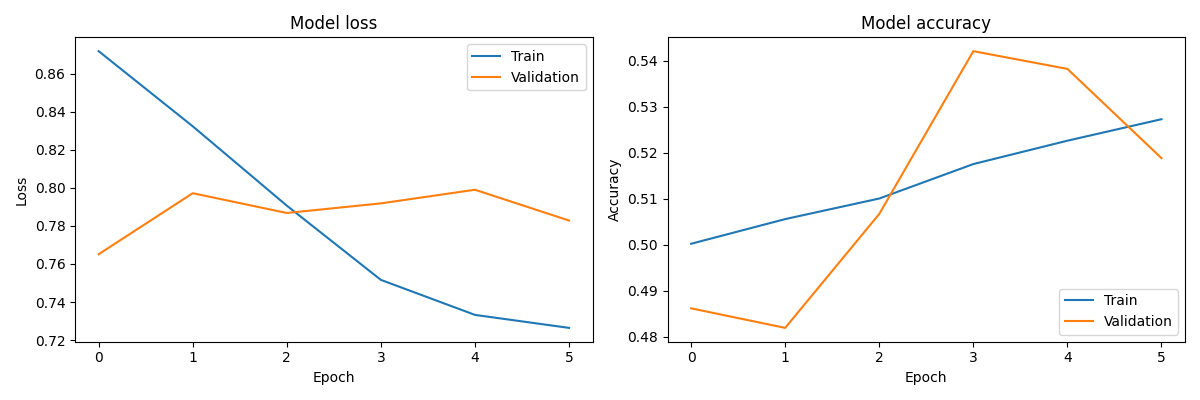 Model loss
Train
Validation
0.86
0.84
0.82
0.80
0.78
0.76
0.74
0.72
Loss
0 1 2 3 4 5
Epoch
Model accuracy
0.54
0.53
0.52
0.51
0.50
0.49
0.48
Accuracy
Train
Validation
0 1 2 3 4 5
Epoch